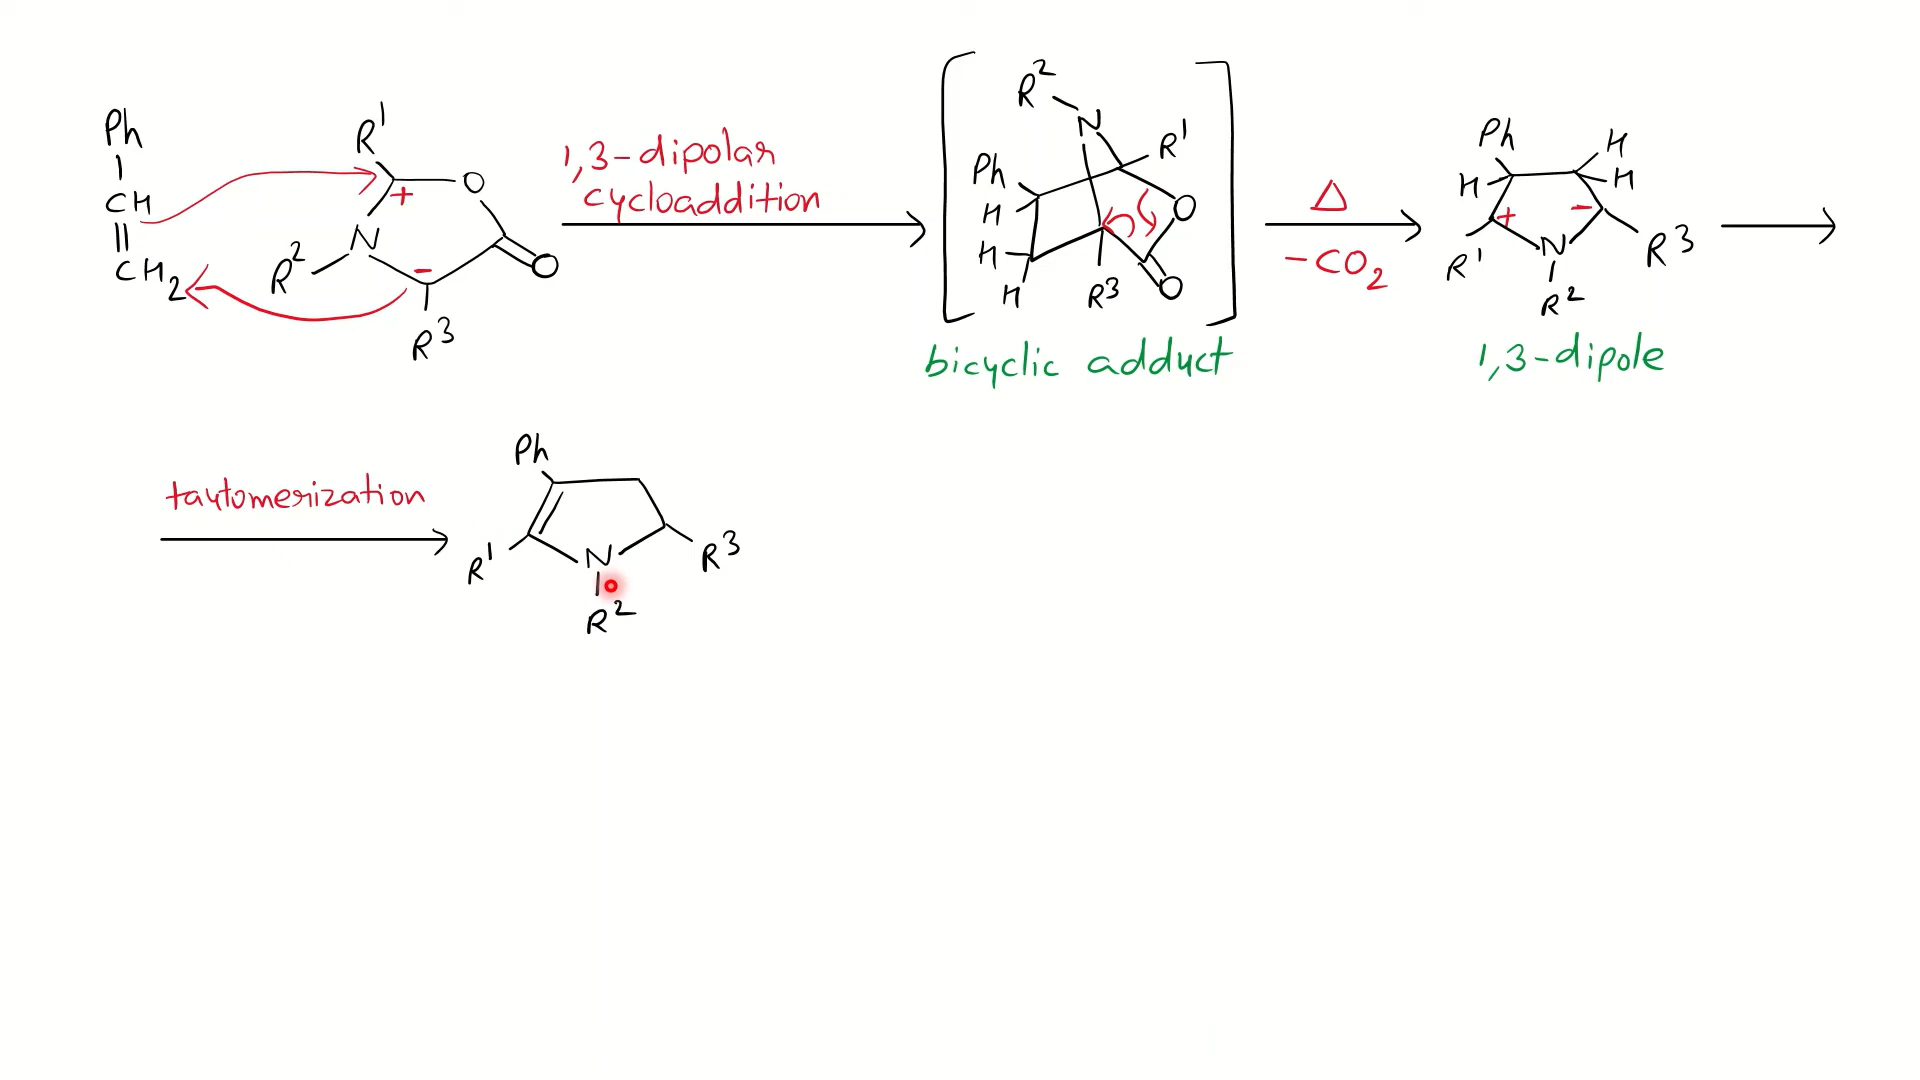 Ph
CH
CH2
R1
+
O
N
R2
-
O
R3
1,3-dipolar
cycloaddition
R2
N
R1
Ph
H
O
H
H
R3
O
bicyclic adduct
Δ
-CO2
Ph
H
H
H
+
-
R1
N
R3
R2
1,3-dipole
tautomerization
Ph
R1
N
R3
R2